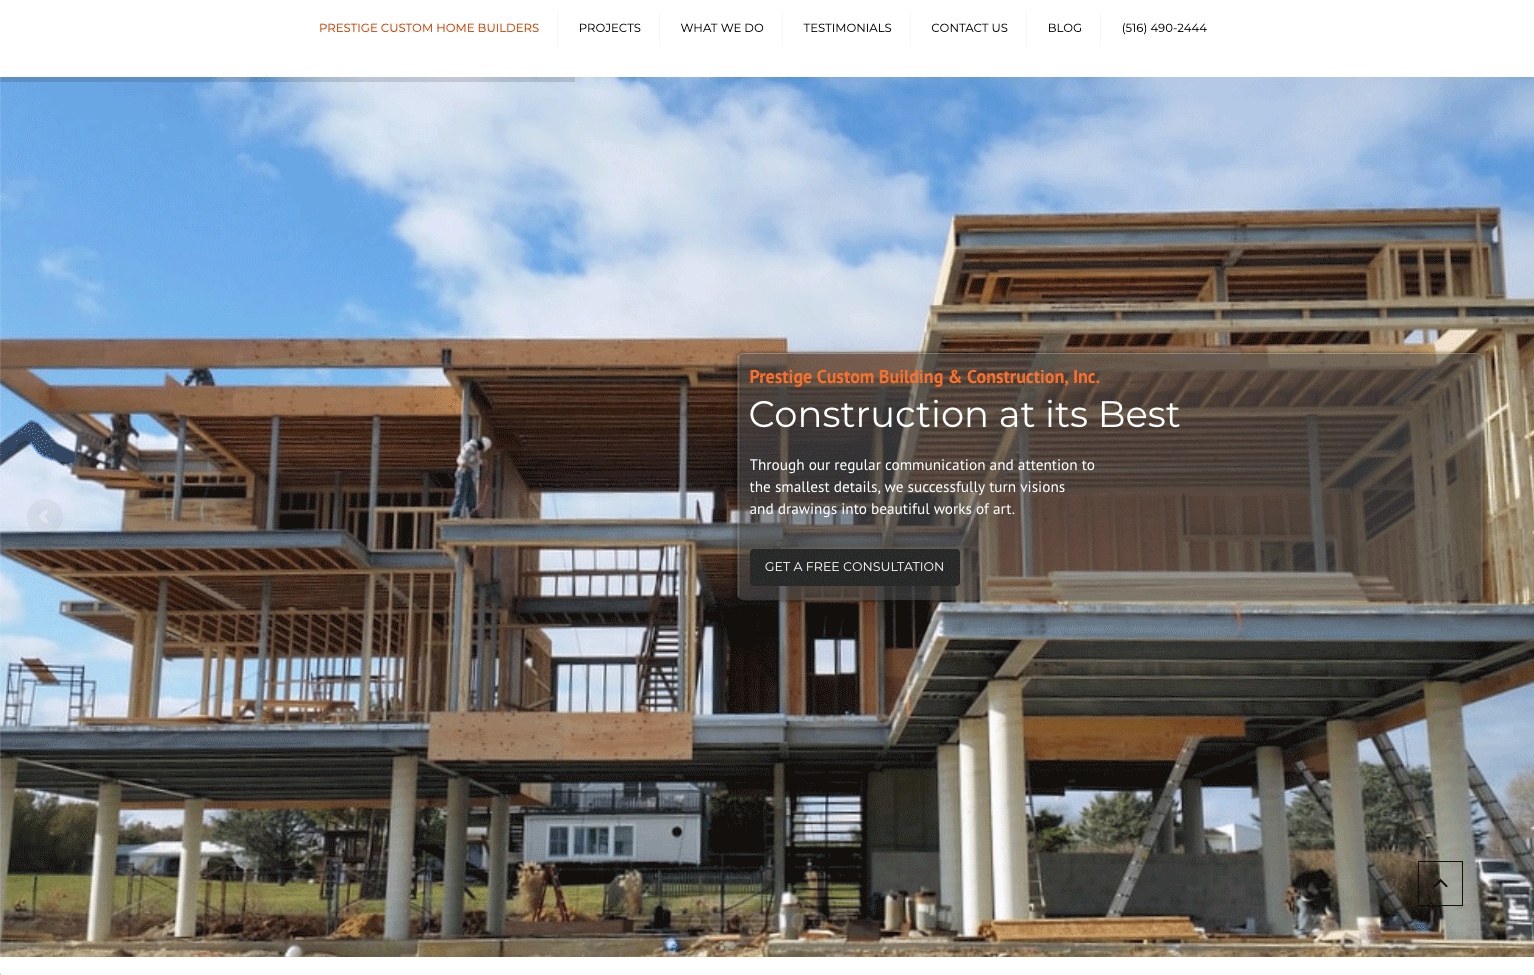 PRESTIGE CUSTOM HOME BUILDERS
PROJECTS
WHAT WE DO
TESTIMONIALS
CONTACT US
BLOG
(516) 490-2444
Prestige Custom Building & Construction, Inc.
Construction at its Best
Through our regular communication and attention to
the smallest details, we successfully turn visions
and drawings into beautiful works of art.
GET A FREE CONSULTATION